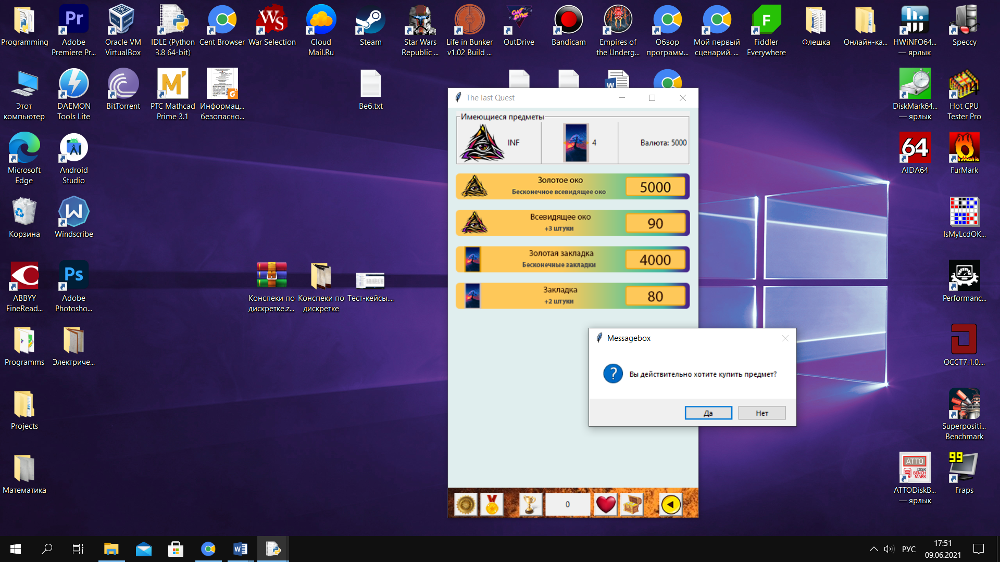 Programming
Adobe
Premiere Pr...
Oracle VM
VirtualBox
IDLE (Python
3.8 64-bit)
Cent Browser
War Selection
Cloud
Mail.Ru
Steam
Star Wars
Republic ...
Life in Bunker
v1.02 Build ...
OutDrive
Bandicam
Empires of
the Underg...
Обзор
программ...
Мой первый
сценарий. ...
Fiddler
Everywhere
Флешка
Онлайн-ка...
HWiNFO64...
— ярлык
Speccy
Этот
компьютер
DAEMON
Tools Lite
BitTorrent
PTC Mathcad
Prime 3.1
Информац...
безопасно...
Веб.txt
DiskMark64...
— ярлык
Hot CPU
Tester Pro
Microsoft
Edge
Android
Studio
64
AIDA64
FurMark
Корзина
Windscribe
IsMyLcdOK...
ABBYY
FineRead...
Adobe
Photosho...
Конспеки по
дискретке.z...
Конспеки по
дискретке
Тест-кейсы....
Performanc...
Programms
Электриче...
OCCT7.1.0....
Projects
Superpositi...
Benchmark
Математика
ATTO
DISK
BENCH
MARK
ATTODiskB...
— ярлык
99
Fraps
The last Quest
Имеющиеся предметы
INF
4
Валюта: 5000
Золотое око
Бесконечное всевидящее око
5000
Всевидящее око
+3 штуки
90
Золотая закладка
Бесконечные закладки
4000
Закладка
+2 штуки
80
Messagebox
Вы действительно хотите купить предмет?
Да
Нет
0
РУС
17:51
09.06.2021